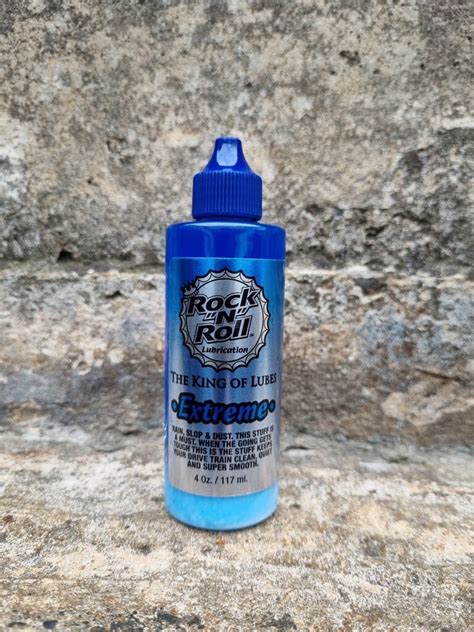 Rock
"N"
Roll
Lubrication
THE KING OF LUBES
•Extreme•
RAIN, SLOP & DUST. THIS STUFF IS
A MUST. WHEN THE GOING GETS
TOUGH THIS IS THE STUFF KEEPS
YOUR DRIVE TRAIN CLEAN, QUIET
AND SUPER SMOOTH.
4 Oz. / 117 ml.